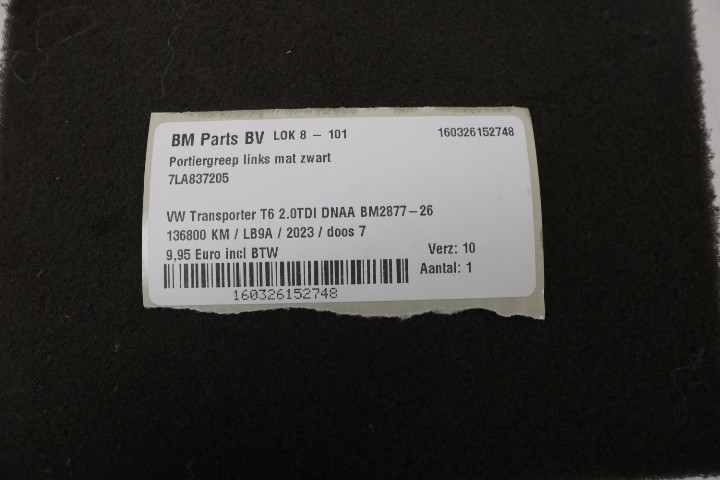 BM Parts BV LOK 8 – 101 160326152748
Portiergreep links mat zwart
7LA837205
VW Transporter T6 2.0TDI DNAA BM2877–26
136800 KM / LB9A / 2023 / doos 7
9,95 Euro incl BTW Verz: 10
Aantal: 1
160326152748